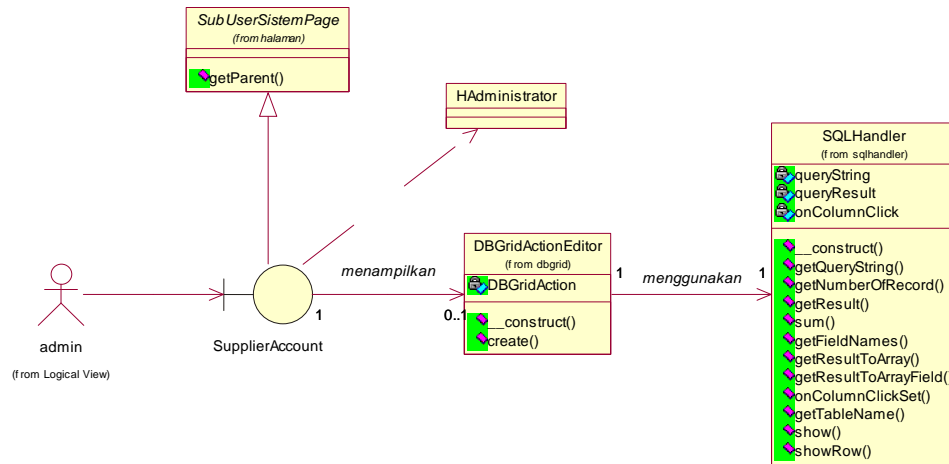 SubUserSistemPage
(from halaman)
getParent()
HAdministrator
SQLHandler
(from sqlhandler)
queryString
queryResult
onColumnClick
__construct()
getQueryString()
getNumberOfRecord()
getResult()
sum()
getFieldNames()
getResultToArray()
getResultToArrayField()
onColumnClickSet()
getTableName()
show()
showRow()
DBGridActionEditor
(from dbgrid)
DBGridAction
__construct()
create()
menampilkan
1
0..1
menggunakan
1
1
SupplierAccount
admin
(from Logical View)